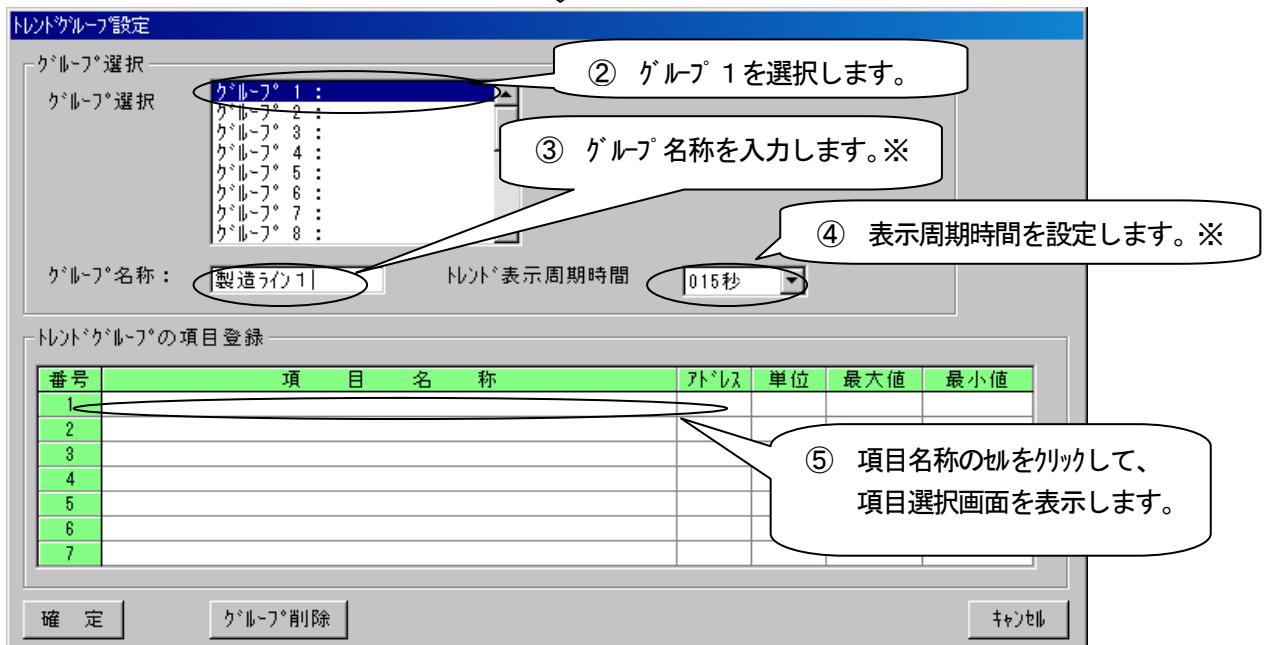 ﾄﾚﾝﾄﾞｸﾞﾙｰﾌﾟ設定
ｸﾞﾙｰﾌﾟ選択
② ｸﾞﾙｰﾌﾟ 1を選択します。
ｸﾞﾙｰﾌﾟ選択
ｸﾞﾙｰﾌﾟ 1 :
ｸﾞﾙｰﾌﾟ 2 :
ｸﾞﾙｰﾌﾟ 3 :
ｸﾞﾙｰﾌﾟ 4 :
ｸﾞﾙｰﾌﾟ 5 :
ｸﾞﾙｰﾌﾟ 6 :
ｸﾞﾙｰﾌﾟ 7 :
ｸﾞﾙｰﾌﾟ 8 :
③ ｸﾞﾙｰﾌﾟ名称を入力します。※
④ 表示周期時間を設定します。※
ｸﾞﾙｰﾌﾟ名称: 製造ﾗｲﾝ1 ﾄﾚﾝﾄﾞ表示周期時間 015秒
ﾄﾚﾝﾄﾞｸﾞﾙｰﾌﾟの項目登録
番号 項 目 名 称 ｱﾄﾞﾚｽ 単位 最大値 最小値
1
2
3
4
5
6
7
⑤ 項目名称のｾﾙをｸﾘｯｸして、
項目選択画面を表示します。
確 定 ｸﾞﾙｰﾌﾟ削除 ｷｬﾝｾﾙ